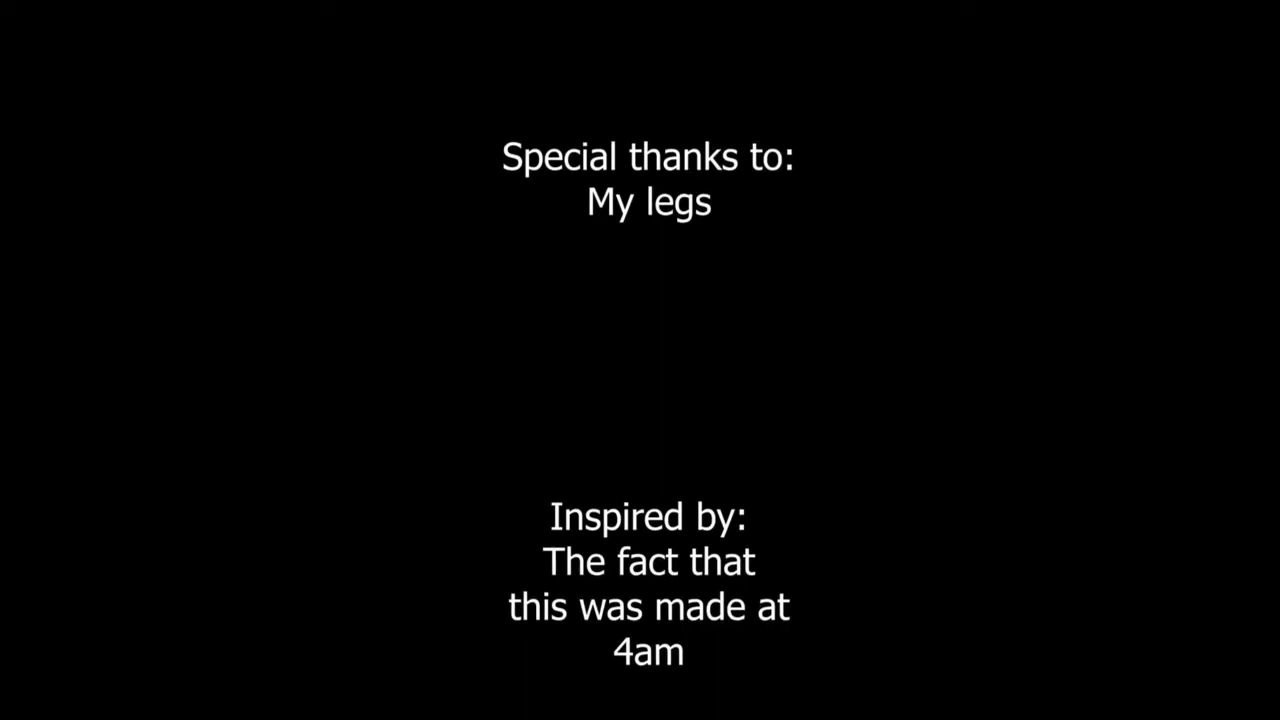 Special thanks to:
My legs
Inspired by:
The fact that
this was made at
4am